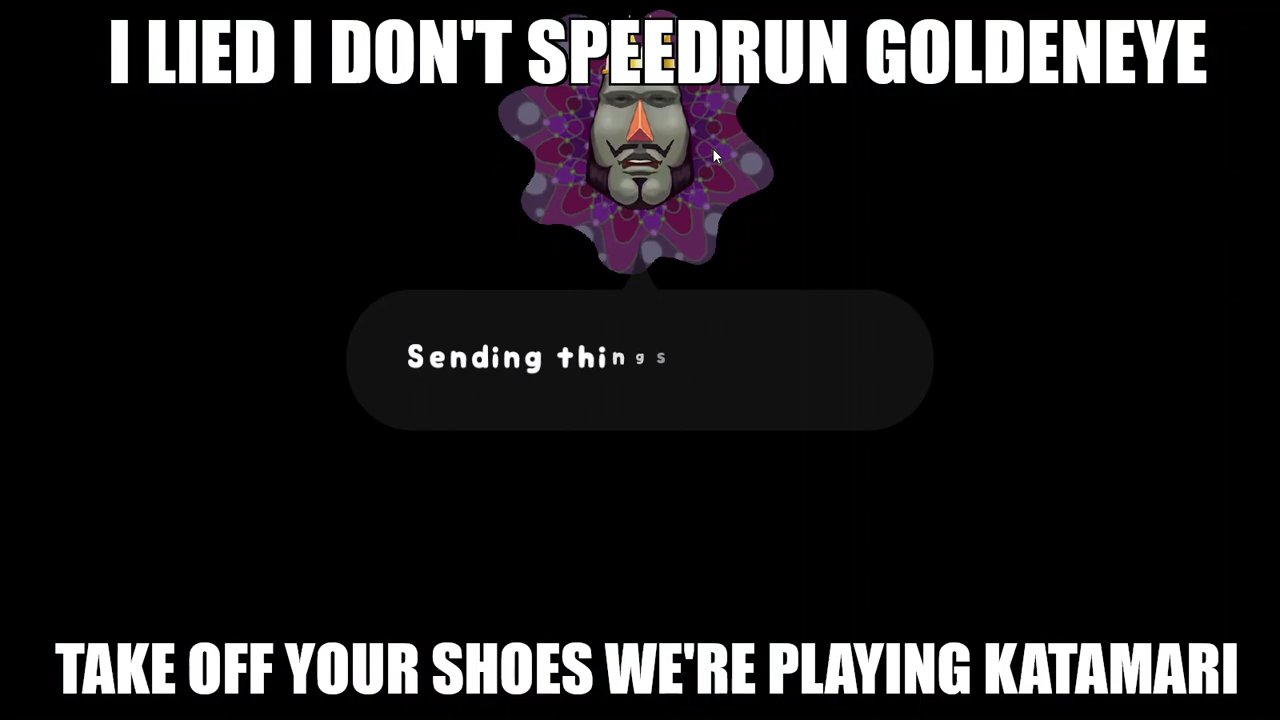 I LIED I DON'T SPEEDRUN GOLDENEYE
Sending things
TAKE OFF YOUR SHOES WE'RE PLAYING KATAMARI